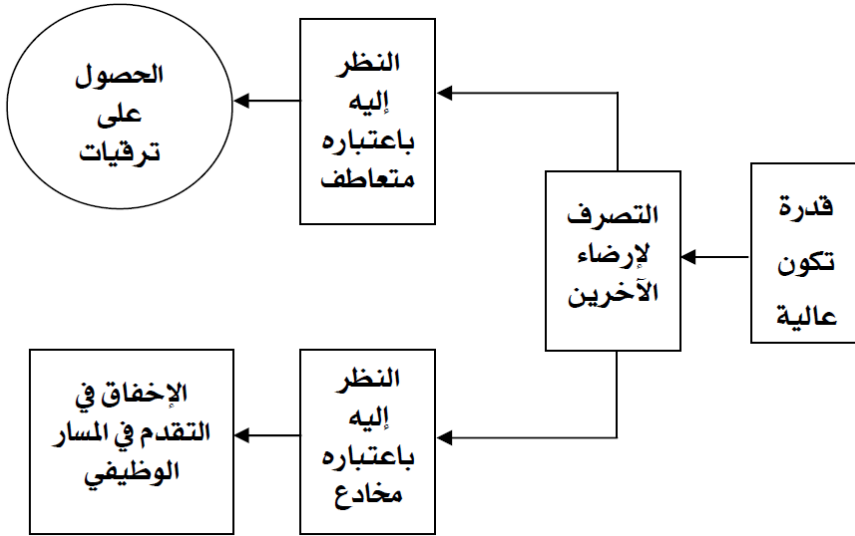 قدرة
تكون
عالية
التصرف
لإرضاء
الآخرين
النظر
إليه
باعتباره
متعاطف
الحصول
على
ترقيات
النظر
إليه
باعتباره
مخادع
الإخفاق في
التقدم في المسار
الوظيفي